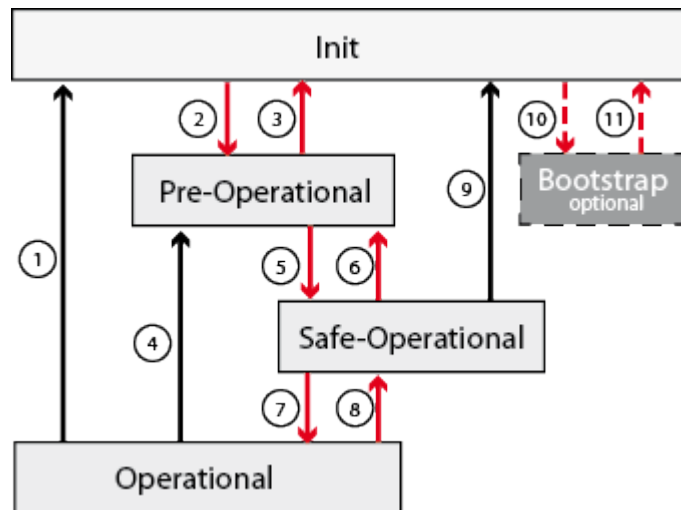 Init
2
3
10
11
Pre-Operational
Bootstrap
optional
9
1
5
6
4
Safe-Operational
7
8
Operational